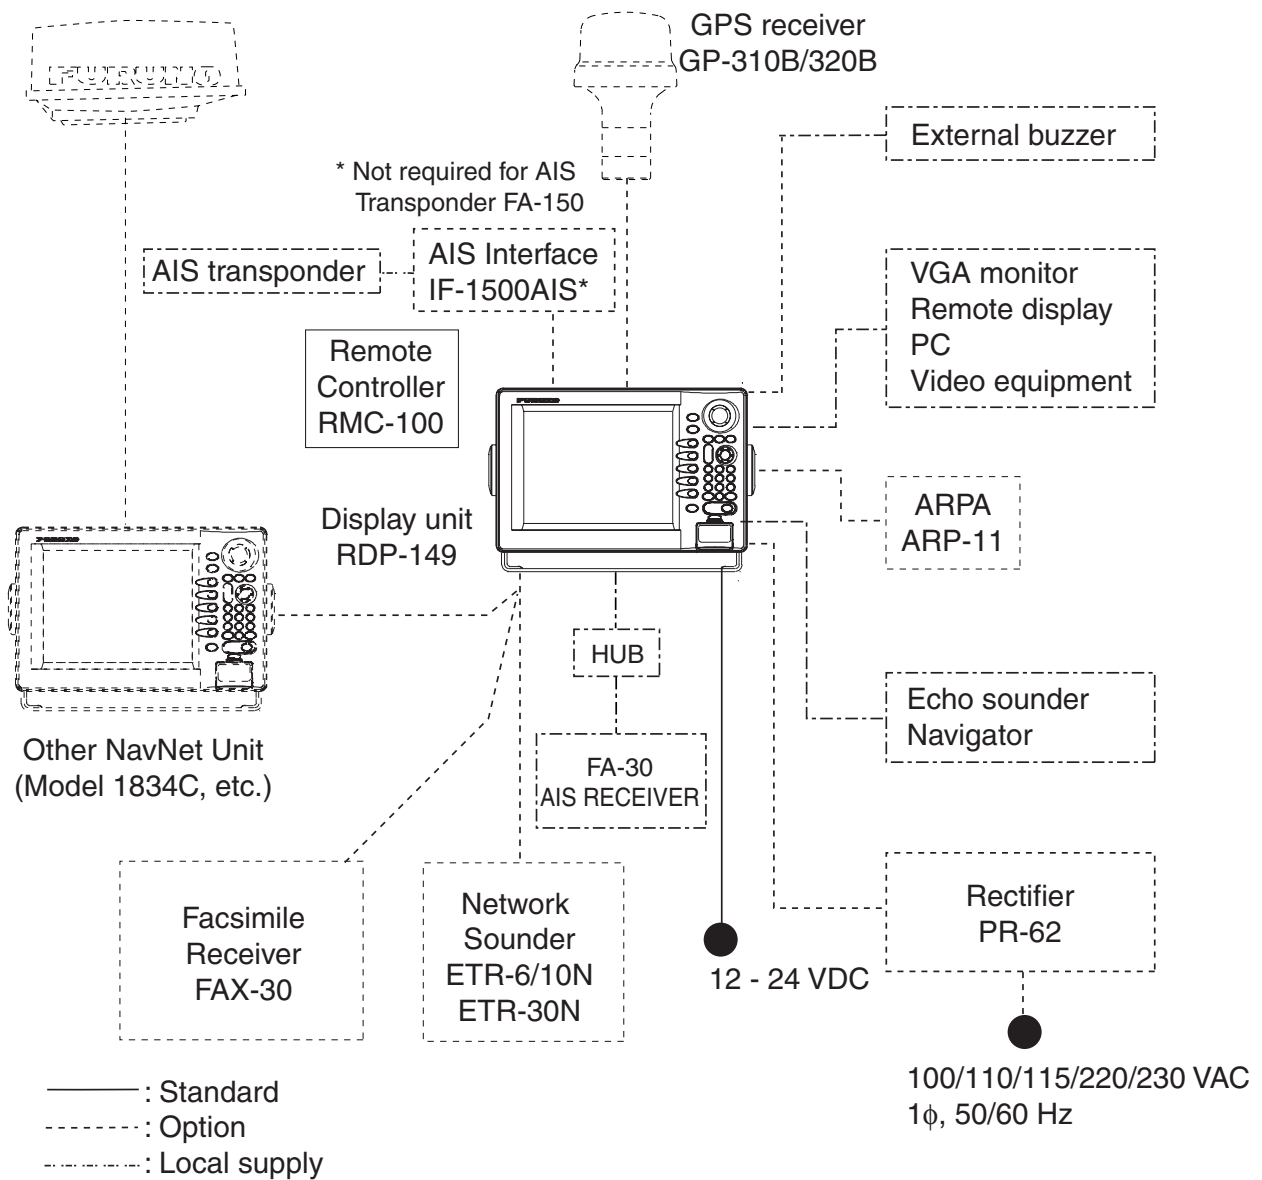 FURUNO
GPS receiver
GP-310B/320B
External buzzer
* Not required for AIS
Transponder FA-150
AIS transponder
AIS Interface
IF-1500AIS*
VGA monitor
Remote display
PC
Video equipment
Remote
Controller
RMC-100
FURUNO
ARPA
ARP-11
Display unit
RDP-149
FURUNO
HUB
Echo sounder
Navigator
Other NavNet Unit
(Model 1834C, etc.)
FA-30
AIS RECEIVER
Facsimile
Receiver
FAX-30
Network
Sounder
ETR-6/10N
ETR-30N
Rectifier
PR-62
12 - 24 VDC
100/110/115/220/230 VAC
1ϕ, 50/60 Hz
: Standard
: Option
: Local supply